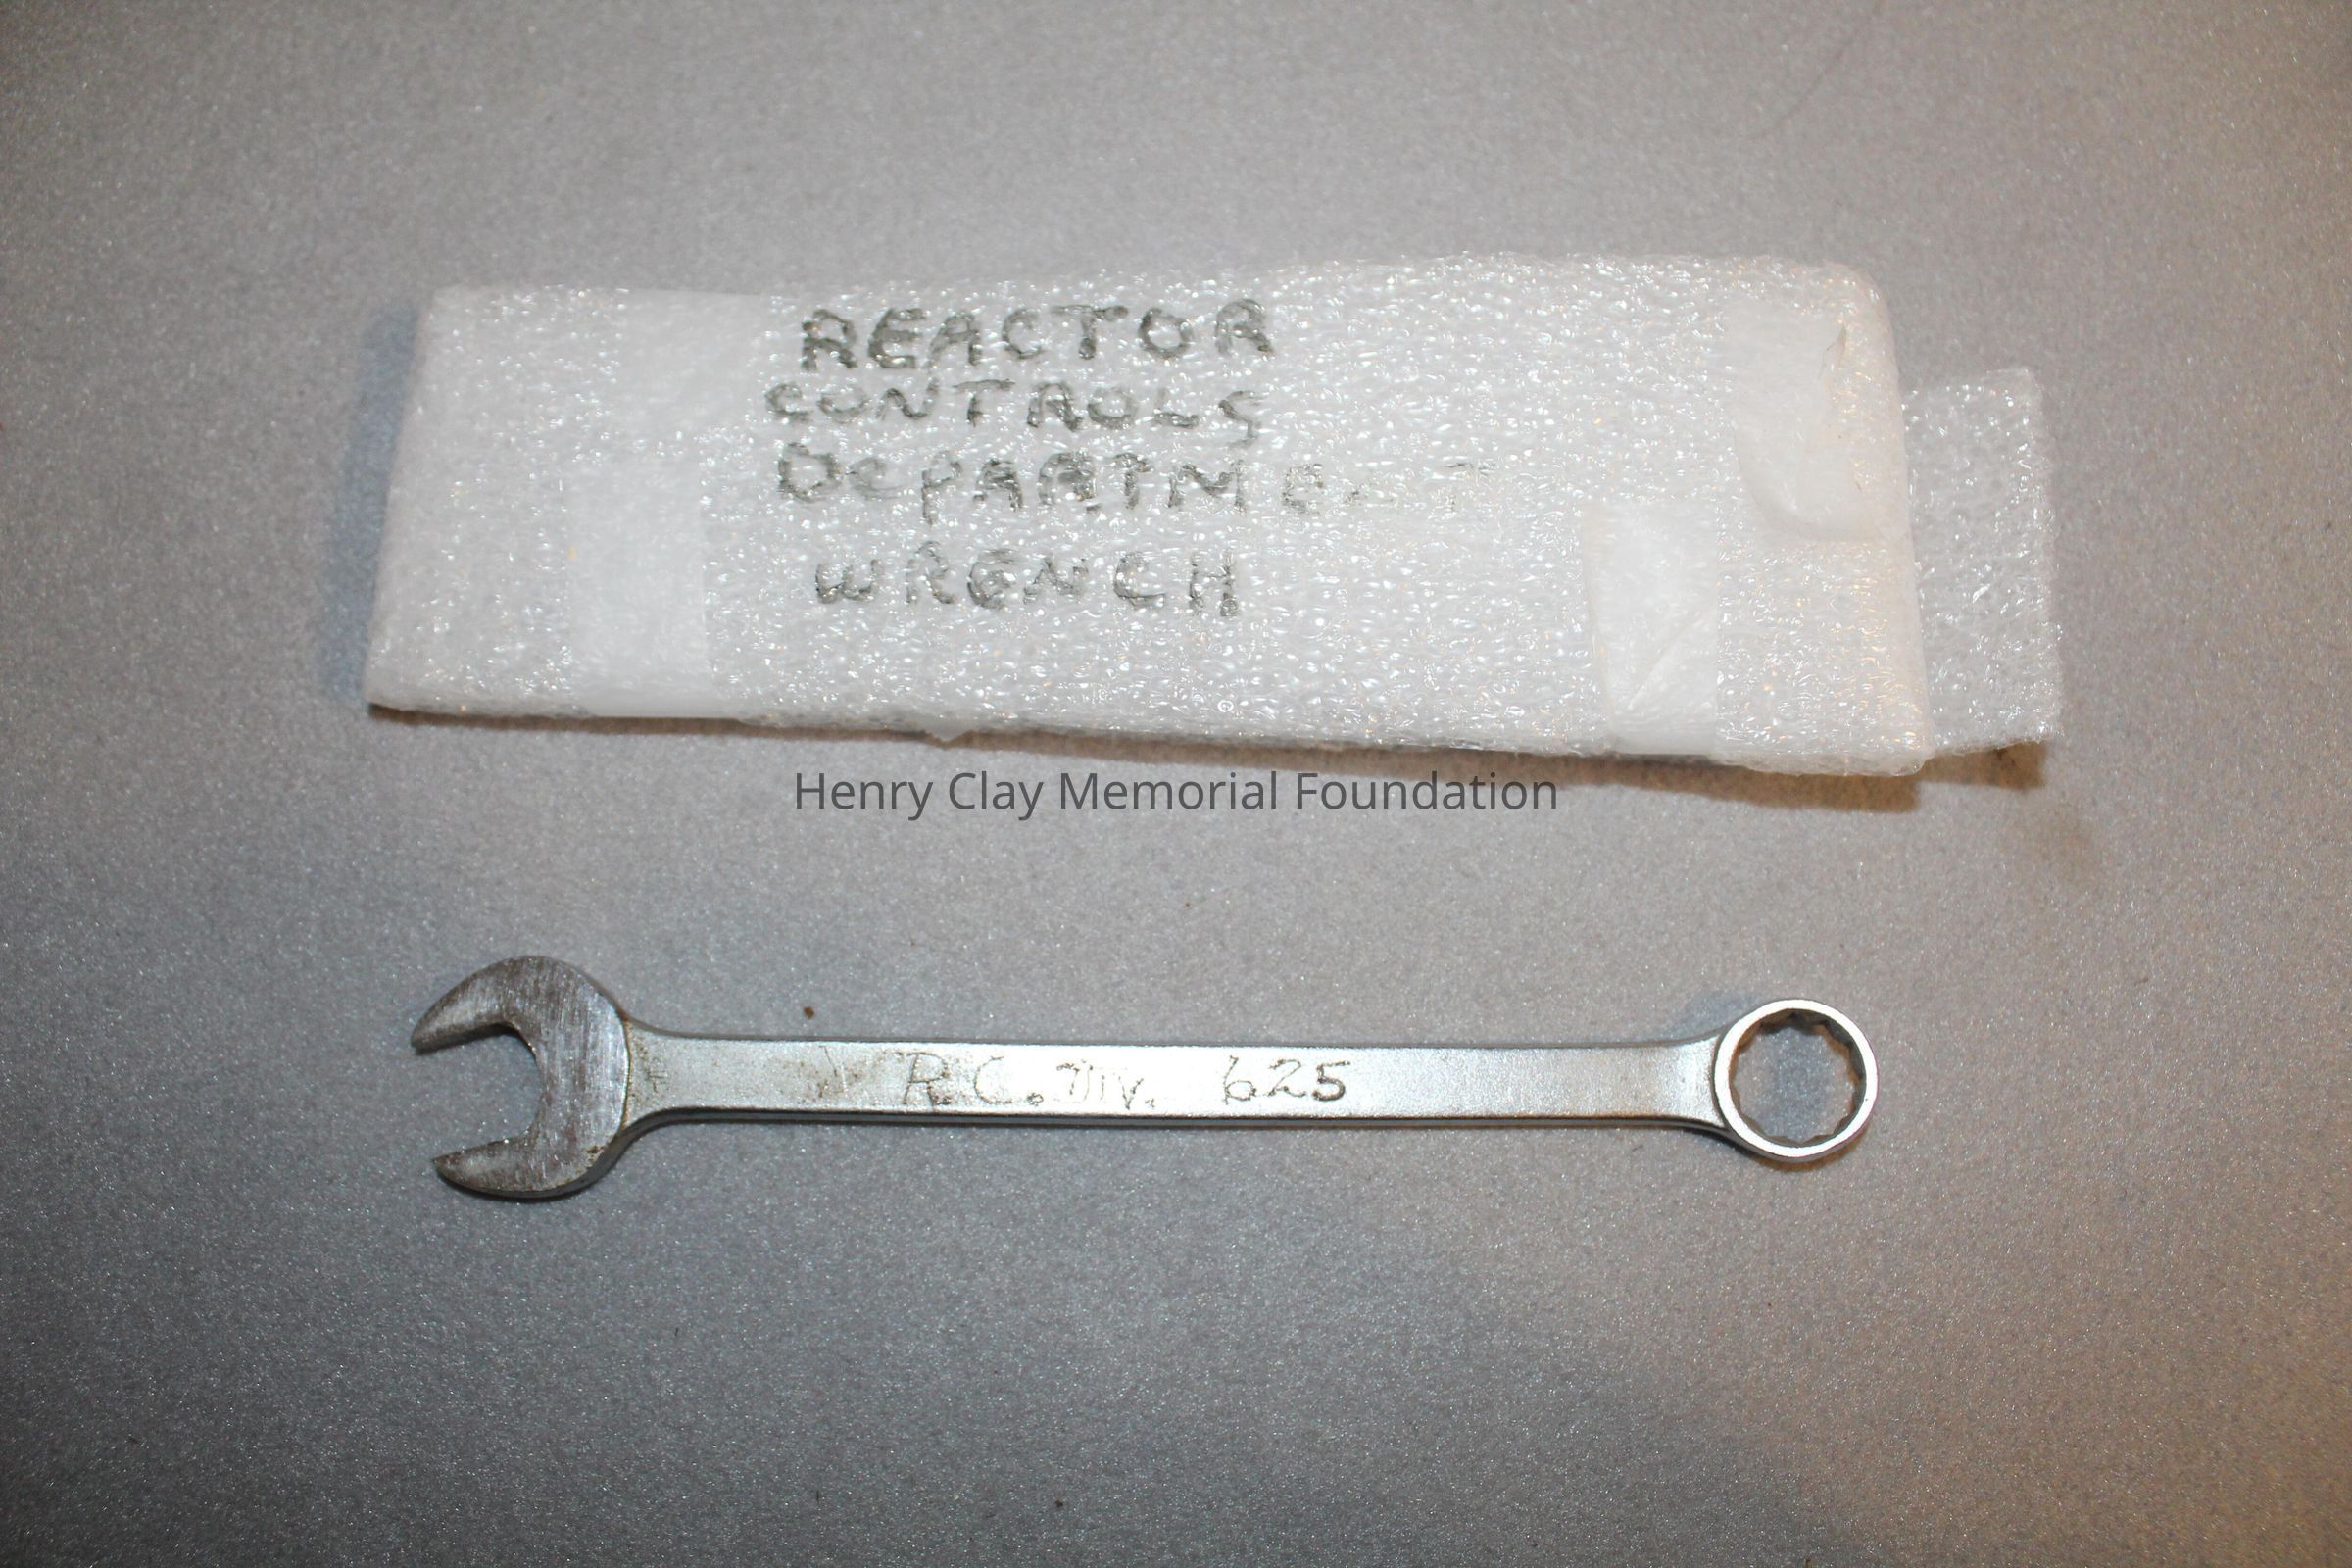 REACTOR
CONTROLS
DEPARTMENT
WRENCH
Henry Clay Memorial Foundation
R.C. Div. 625